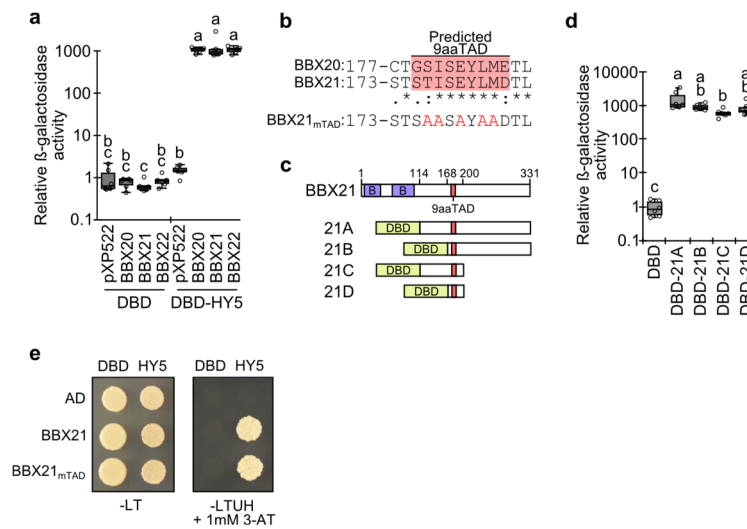 a
Relative ß-galactosidase activity
1000
100
10
1
0.1
b
c
b
c
c
b
c
b
a
a
a
pXP522
BBX20
BBX21
BBX22
pXP522
BBX20
BBX21
BBX22
DBD
DBD-HY5
b
Predicted
9aaTAD
BBX20:177-CTGSISEYLMETL
BBX21:173-STSTISEYLMDTL
.*.:*******:**
BBX21mTAD:173-STSAASAYAADTL
c
1
114
168
200
331
BBX21
B
B
9aaTAD
21A
DBD
21B
DBD
21C
DBD
21D
DBD
d
Relative ß-galactosidase activity
10000
1000
100
10
1
0.1
c
a
a
b
b
a
b
DBD
DBD-21A
DBD-21B
DBD-21C
DBD-21D
e
DBD HY5
DBD HY5
AD
BBX21
BBX21mTAD
-LT
-LTUH
+ 1mM 3-AT